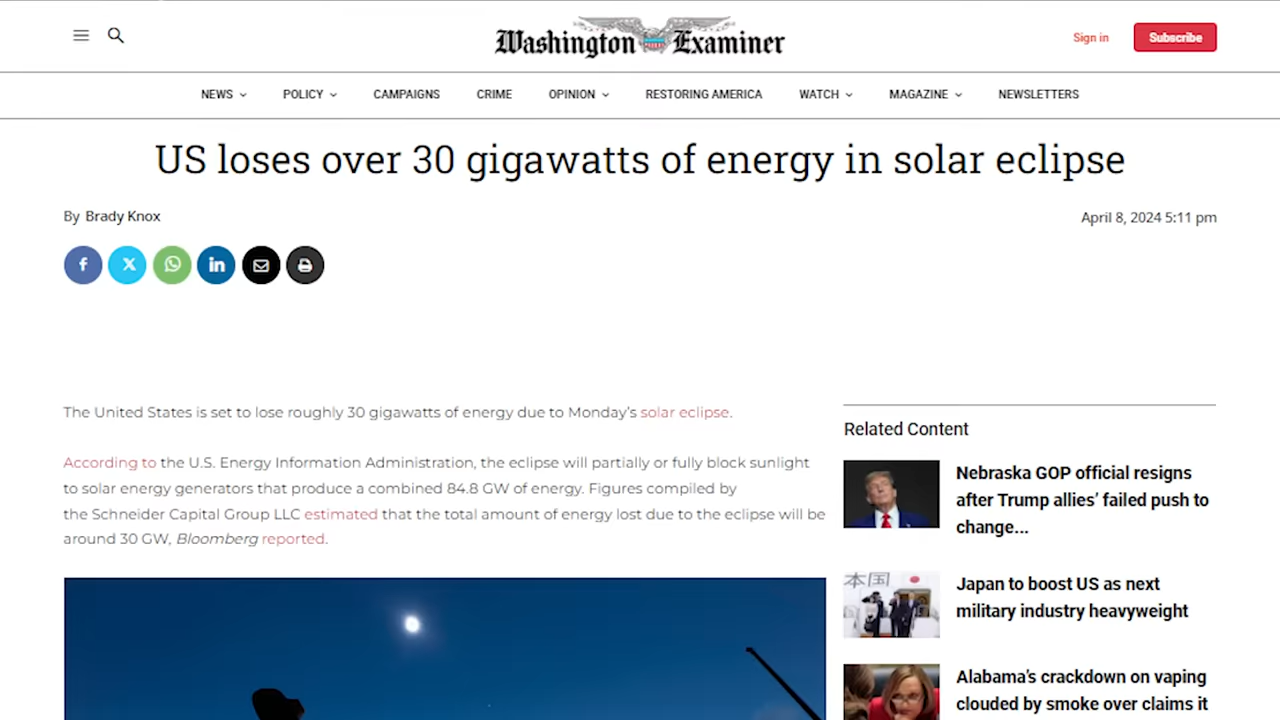 Washington Examiner
Sign in
Subscribe
NEWS
POLICY
CAMPAIGNS
CRIME
OPINION
RESTORING AMERICA
WATCH
MAGAZINE
NEWSLETTERS
US loses over 30 gigawatts of energy in solar eclipse
By Brady Knox
April 8, 2024 5:11 pm
The United States is set to lose roughly 30 gigawatts of energy due to Monday's solar eclipse.
According to the U.S. Energy Information Administration, the eclipse will partially or fully block sunlight
to solar energy generators that produce a combined 84.8 GW of energy. Figures compiled by
the Schneider Capital Group LLC estimated that the total amount of energy lost due to the eclipse will be
around 30 GW, Bloomberg reported.
Related Content
Nebraska GOP official resigns
after Trump allies' failed push to
change...
本国
Japan to boost US as next
military industry heavyweight
Alabama's crackdown on vaping
clouded by smoke over claims it